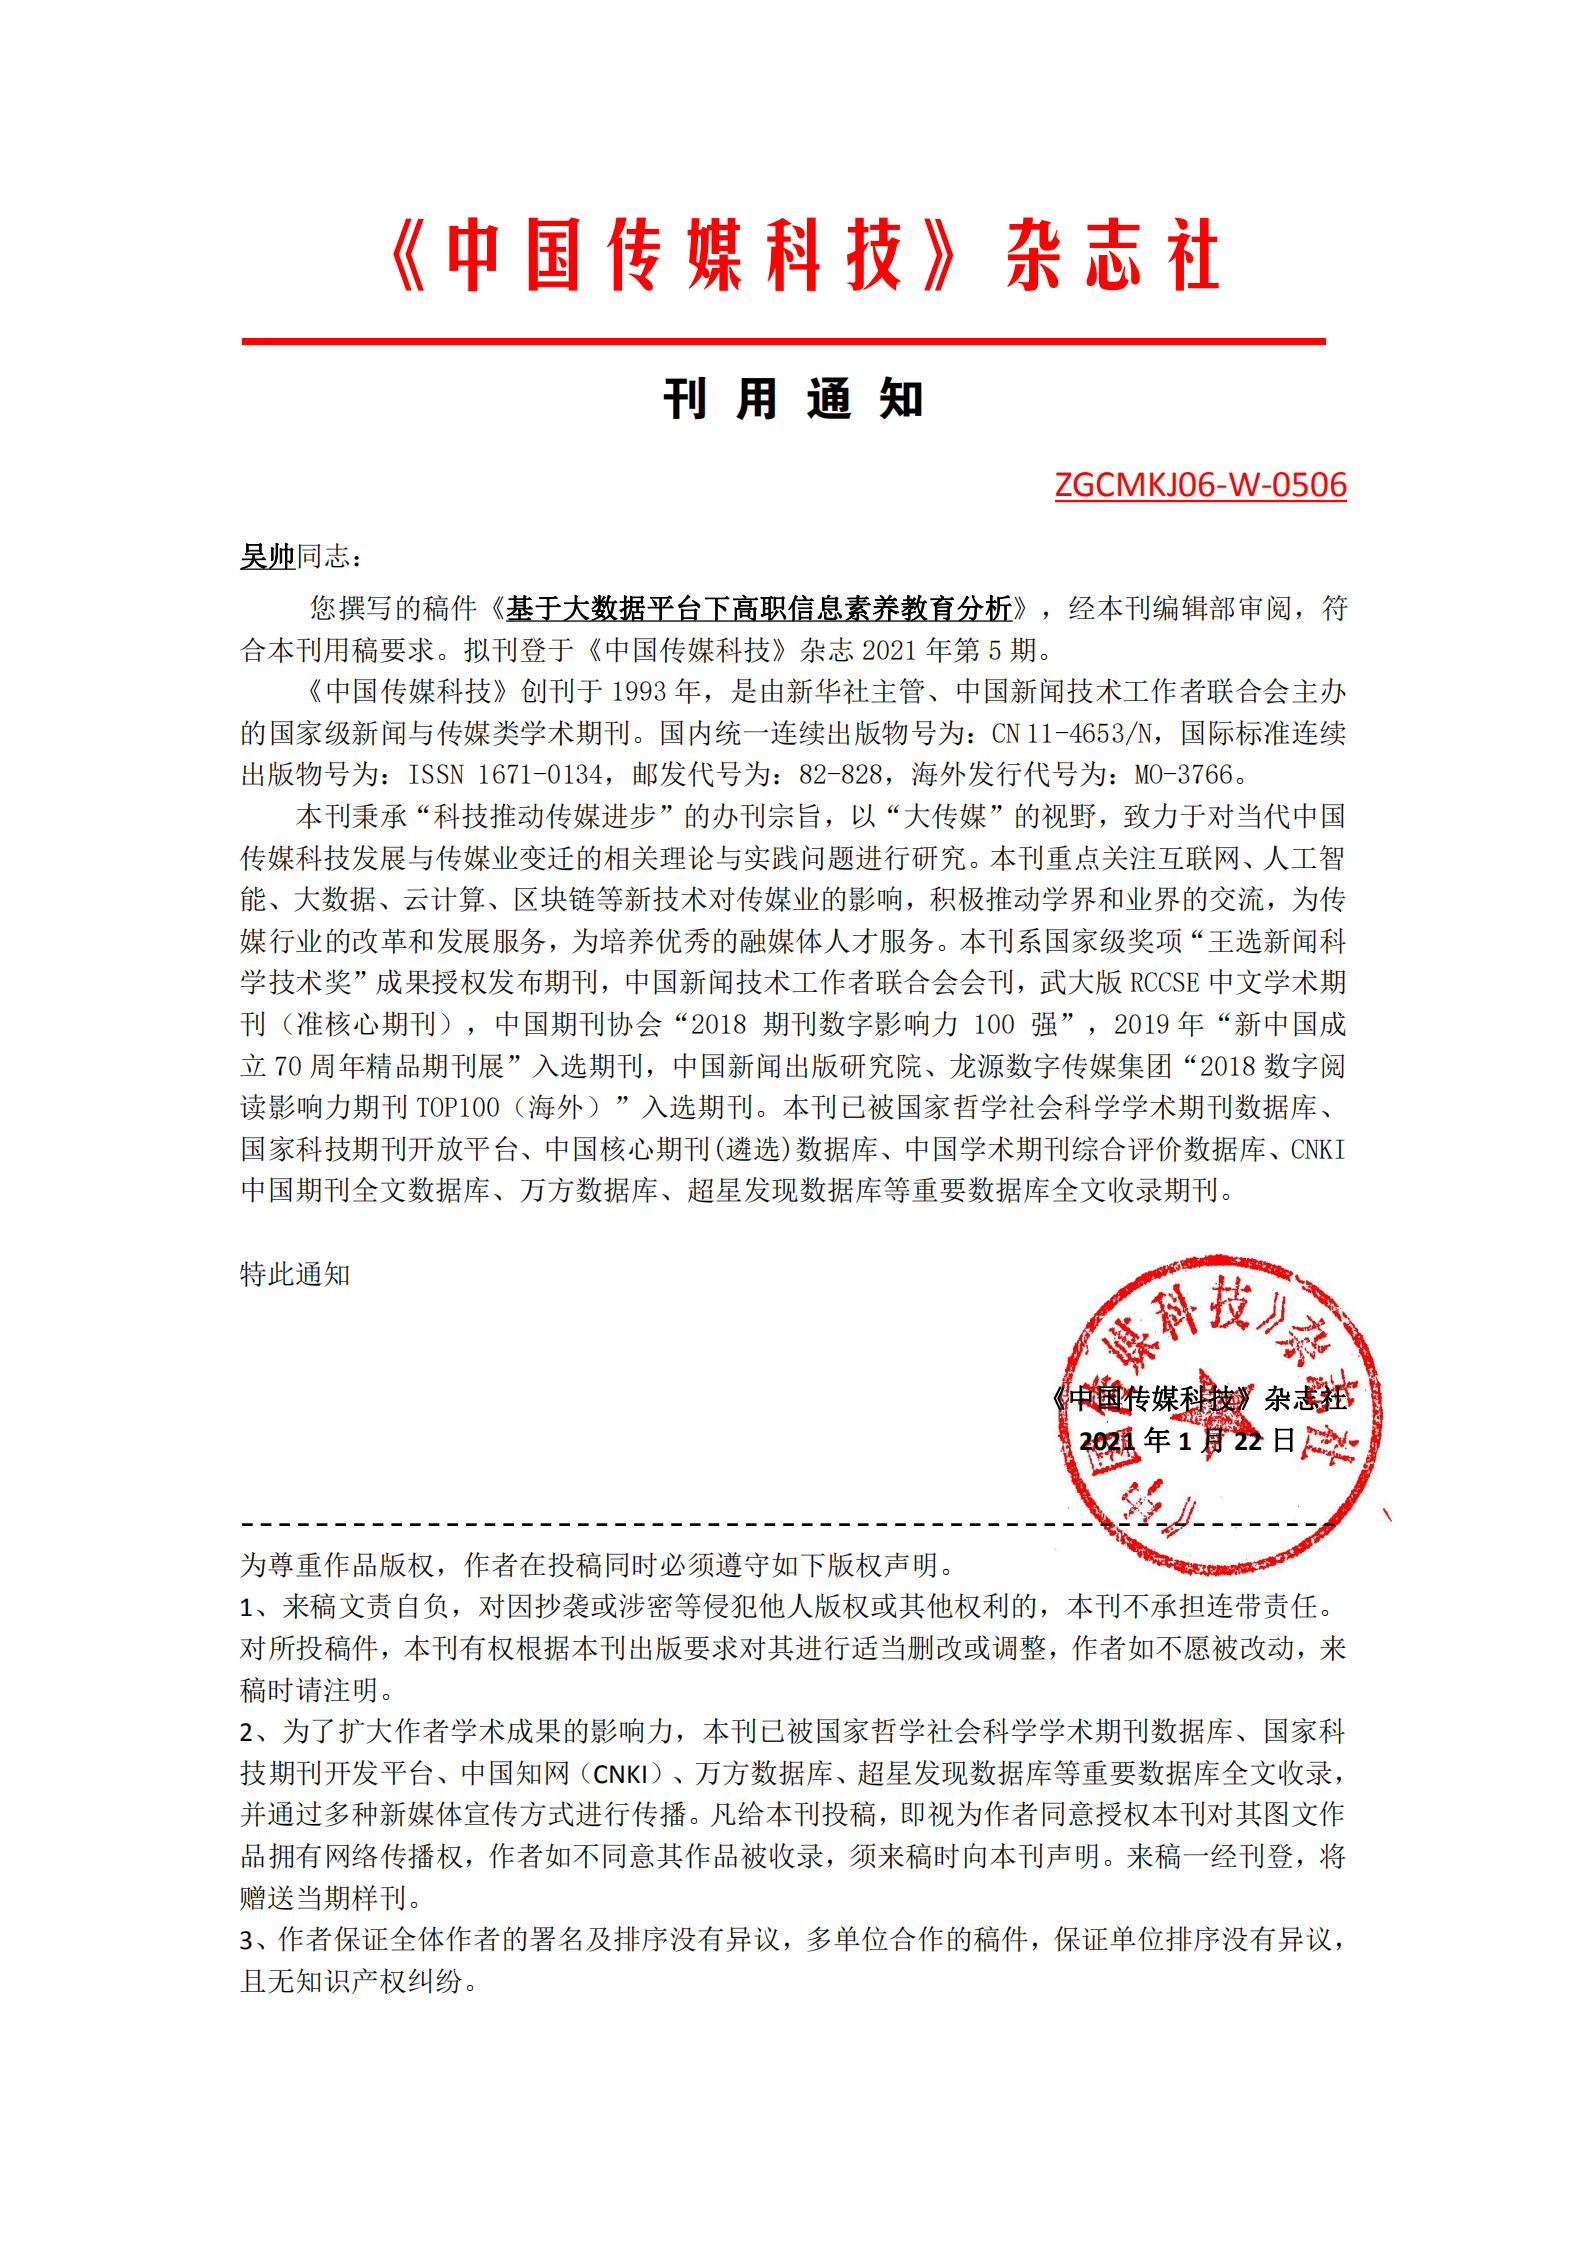 《中国传媒科技》杂志社
刊用通知
ZGCMKJ06-W-0506
吴帅同志：
您撰写的稿件《基于大数据平台下高职信息素养教育分析》，经本刊编辑部审阅，符
合本刊用稿要求。拟刊登于《中国传媒科技》杂志 2021 年第 5 期。
《中国传媒科技》创刊于 1993 年，是由新华社主管、中国新闻技术工作者联合会主办
的国家级新闻与传媒类学术期刊。国内统一连续出版物号为：CN 11-4653/N，国际标准连续
出版物号为：ISSN 1671-0134，邮发代号为：82-828，海外发行代号为：MO-3766。
本刊秉承“科技推动传媒进步”的办刊宗旨，以“大传媒”的视野，致力于对当代中国
传媒科技发展与传媒业变迁的相关理论与实践问题进行研究。本刊重点关注互联网、人工智
能、大数据、云计算、区块链等新技术对传媒业的影响，积极推动学界和业界的交流，为传
媒行业的改革和发展服务，为培养优秀的融媒体人才服务。本刊系国家级奖项“王选新闻科
学技术奖”成果授权发布期刊，中国新闻技术工作者联合会会刊，武大版 RCCSE 中文学术期
刊（准核心期刊），中国期刊协会“2018 期刊数字影响力 100 强”，2019 年“新中国成
立 70 周年精品期刊展”入选期刊，中国新闻出版研究院、龙源数字传媒集团“2018 数字阅
读影响力期刊 TOP100（海外）”入选期刊。本刊已被国家哲学社会科学学术期刊数据库、
国家科技期刊开放平台、中国核心期刊(遴选)数据库、中国学术期刊综合评价数据库、CNKI
中国期刊全文数据库、万方数据库、超星发现数据库等重要数据库全文收录期刊。
特此通知
《中国传媒科技》杂志社
《中国传媒科技》杂志社
2021 年 1 月 22 日
为尊重作品版权，作者在投稿同时必须遵守如下版权声明。
1、来稿文责自负，对因抄袭或涉密等侵犯他人版权或其他权利的，本刊不承担连带责任。
对所投稿件，本刊有权根据本刊出版要求对其进行适当删改或调整，作者如不愿被改动，来
稿时请注明。
2、为了扩大作者学术成果的影响力，本刊已被国家哲学社会科学学术期刊数据库、国家科
技期刊开发平台、中国知网（CNKI）、万方数据库、超星发现数据库等重要数据库全文收录，
并通过多种新媒体宣传方式进行传播。凡给本刊投稿，即视为作者同意授权本刊对其图文作
品拥有网络传播权，作者如不同意其作品被收录，须来稿时向本刊声明。来稿一经刊登，将
赠送当期样刊。
3、作者保证全体作者的署名及排序没有异议，多单位合作的稿件，保证单位排序没有异议，
且无知识产权纠纷。